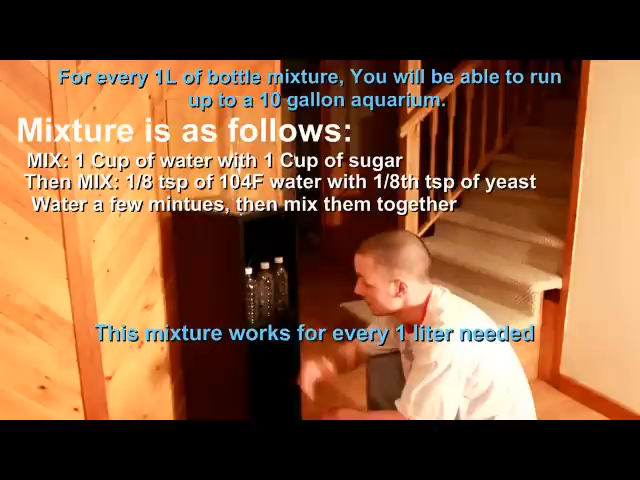 For every 1L of bottle mixture, You will be able to run
up to a 10 gallon aquarium.
Mixture is as follows:
MIX: 1 Cup of water with 1 Cup of sugar
Then MIX: 1/8 tsp of 104F water with 1/8th tsp of yeast
Water a few mintues, then mix them together
This mixture works for every 1 liter needed